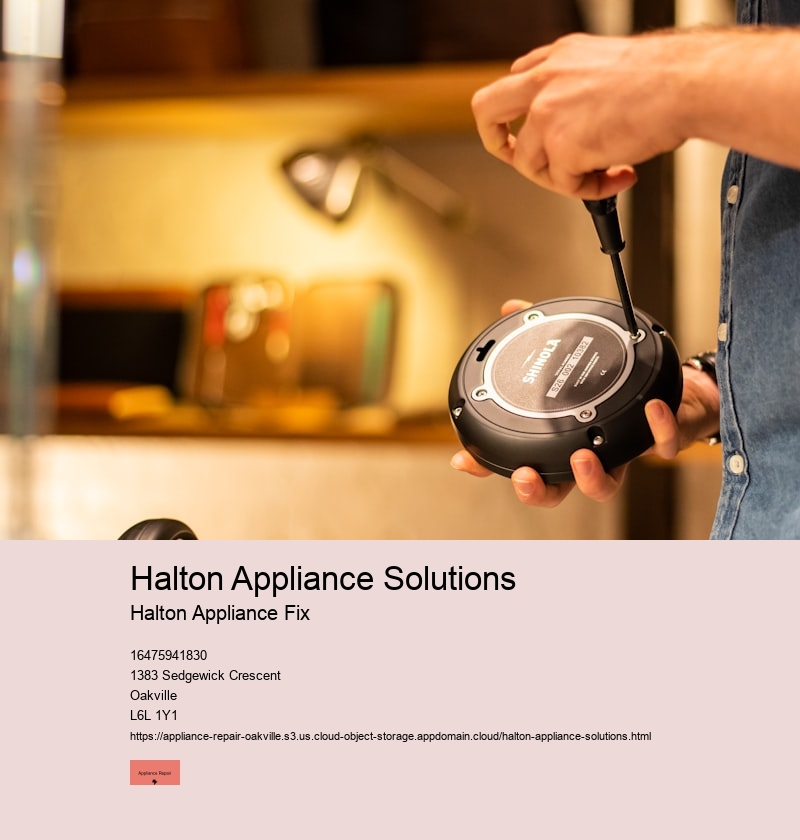 SHINOLA
Halton Appliance Solutions
Halton Appliance Fix
16475941830
1383 Sedgewick Crescent
Oakville
L6L 1Y1
https://appliance-repair-oakville.s3.us.cloud-object-storage.appdomain.cloud/halton-appliance-solutions.html
Appliance Repair